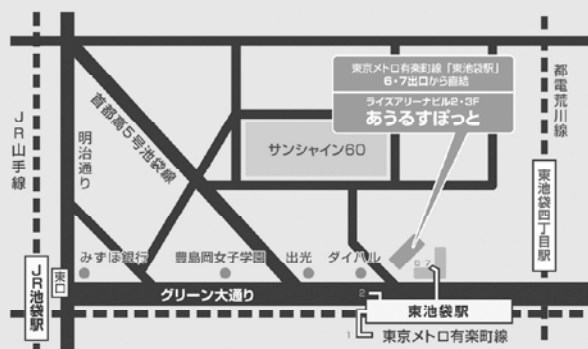 東京メトロ有楽町線「東池袋駅」
6・7出口から直結
ライズアリーナビル2・3F
あうるすぽっと
都電荒川線
JR山手線
首都高5号池袋線
明治通り
サンシャイン60
東池袋四丁目駅
みずほ銀行
豊島岡女子学園
出光
ダイハツ
6 7
JR池袋駅
東口
グリーン大通り
2
東池袋駅
1
東京メトロ有楽町線